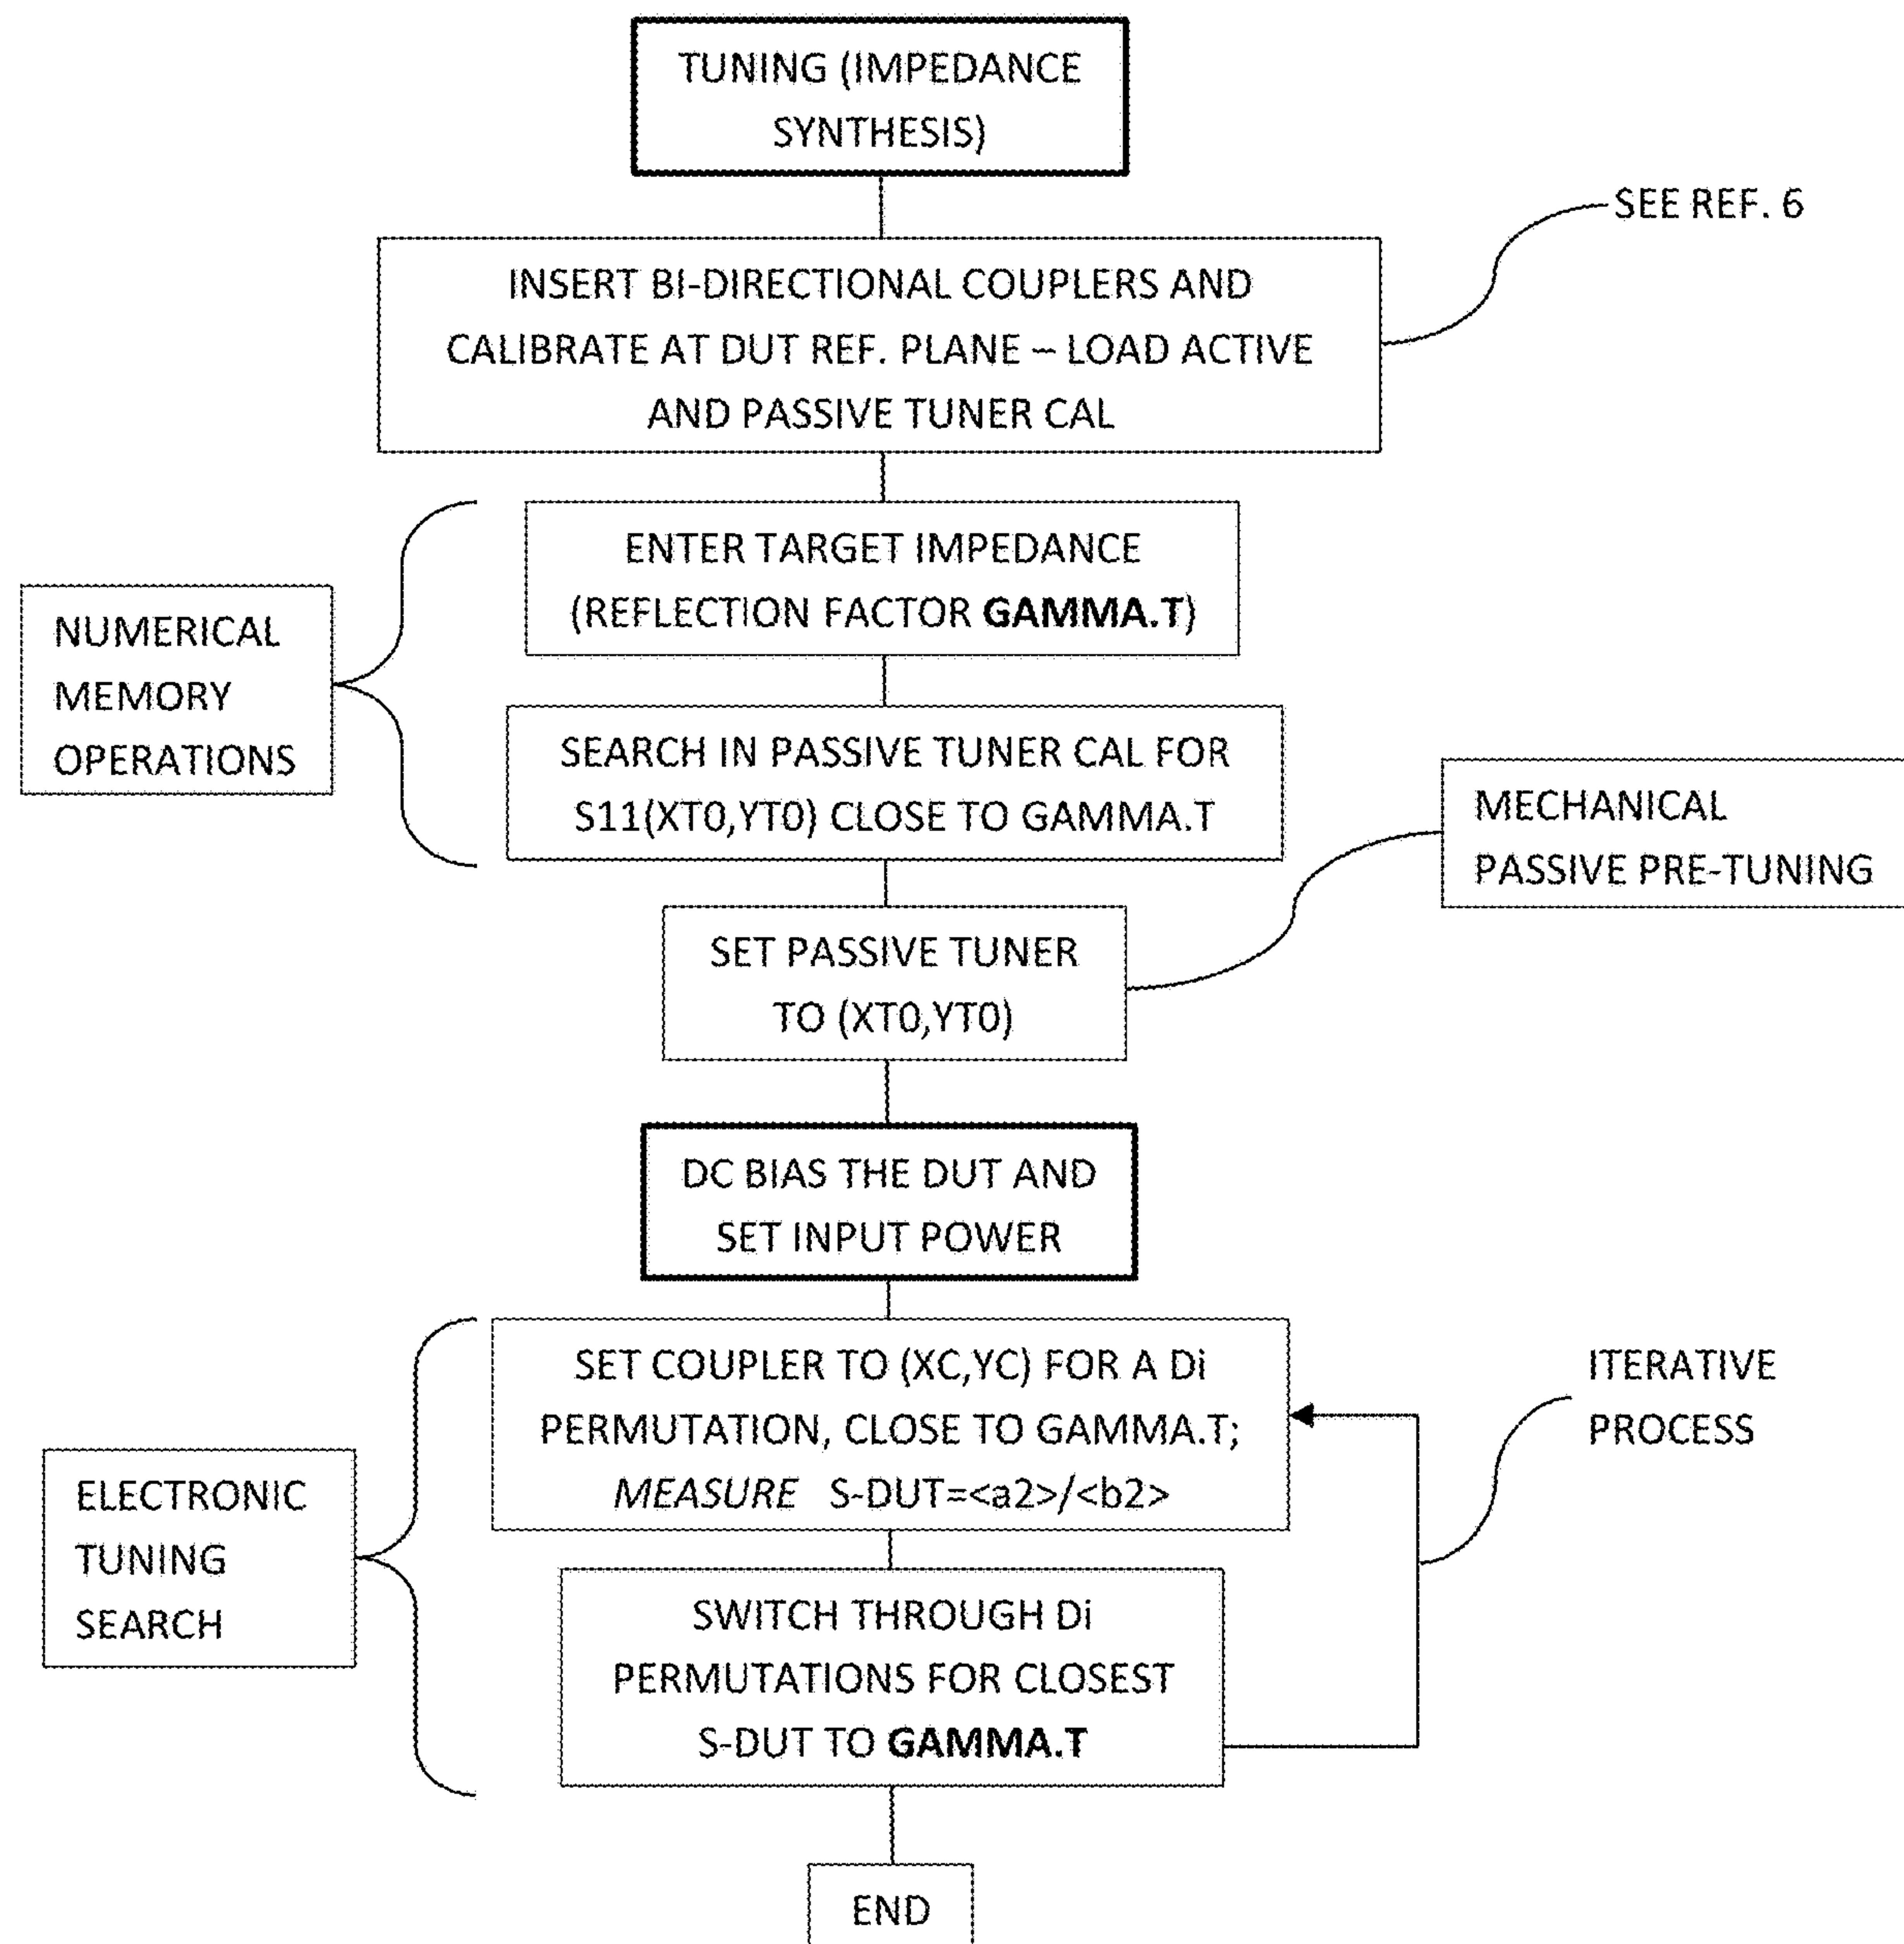 TUNING (IMPEDANCE
SYNTHESIS)
SEE REF. 6
INSERT BI-DIRECTIONAL COUPLERS AND
CALIBRATE AT DUT REF. PLANE – LOAD ACTIVE
AND PASSIVE TUNER CAL
ENTER TARGET IMPEDANCE
(REFLECTION FACTOR GAMMA.T)
NUMERICAL
MEMORY
OPERATIONS
SEARCH IN PASSIVE TUNER CAL FOR
S11(XT0,YT0) CLOSE TO GAMMA.T
MECHANICAL
PASSIVE PRE-TUNING
SET PASSIVE TUNER
TO (XT0,YT0)
DC BIAS THE DUT AND
SET INPUT POWER
SET COUPLER TO (XC,YC) FOR A Di
PERMUTATION, CLOSE TO GAMMA.T;
MEASURE S-DUT=<a2>/<b2>
ITERATIVE
PROCESS
ELECTRONIC
TUNING
SEARCH
SWITCH THROUGH Di
PERMUTATIONS FOR CLOSEST
S-DUT TO GAMMA.T
END